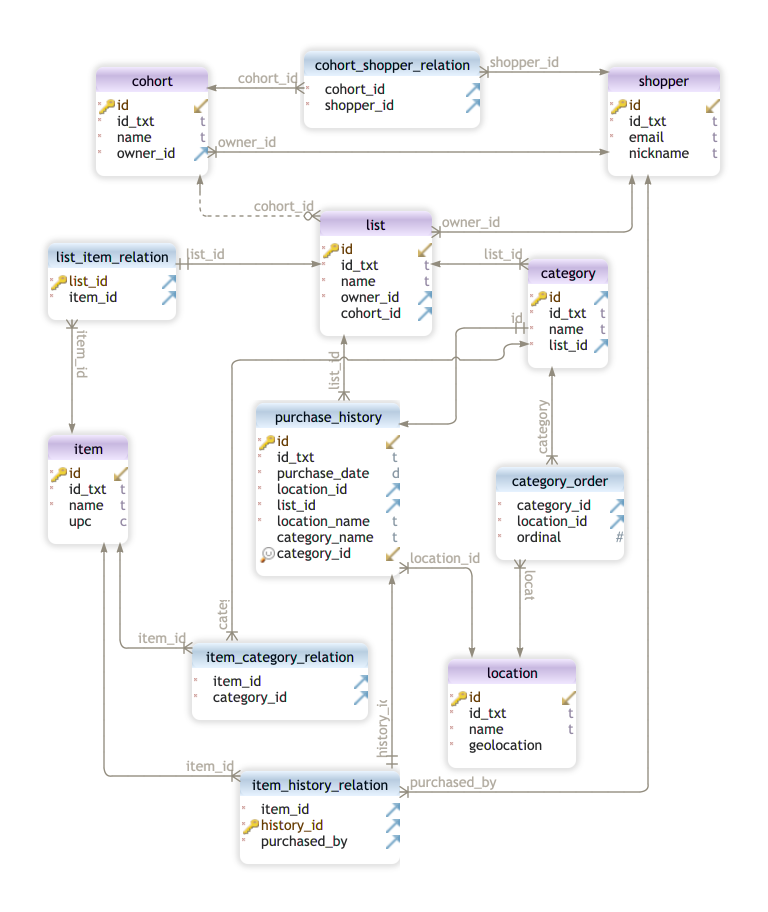 cohort_shopper_relation
cohort_id
shopper_id
cohort
id
id_txt t
name t
owner_id
shopper
id
id_txt t
email t
nickname t
cohort_id
shopper_id
owner_id
cohort_id
owner_id
list
id
id_txt t
name t
owner_id
cohort_id
list_item_relation
list_id
item_id
list_id
list_id
category
id
id_txt t
name t
list_id
id
item_id
list_id
category
purchase_history
id
id_txt t
purchase_date d
location_id
list_id
location_name t
category_name t
category_id
item
id
id_txt t
name t
upc c
category_order
category_id
location_id
ordinal #
location_id
locat
categ
item_id
item_category_relation
item_id
category_id
location
id
id_txt t
name t
geolocation
history_id
item_id
purchased_by
item_history_relation
item_id
history_id
purchased_by